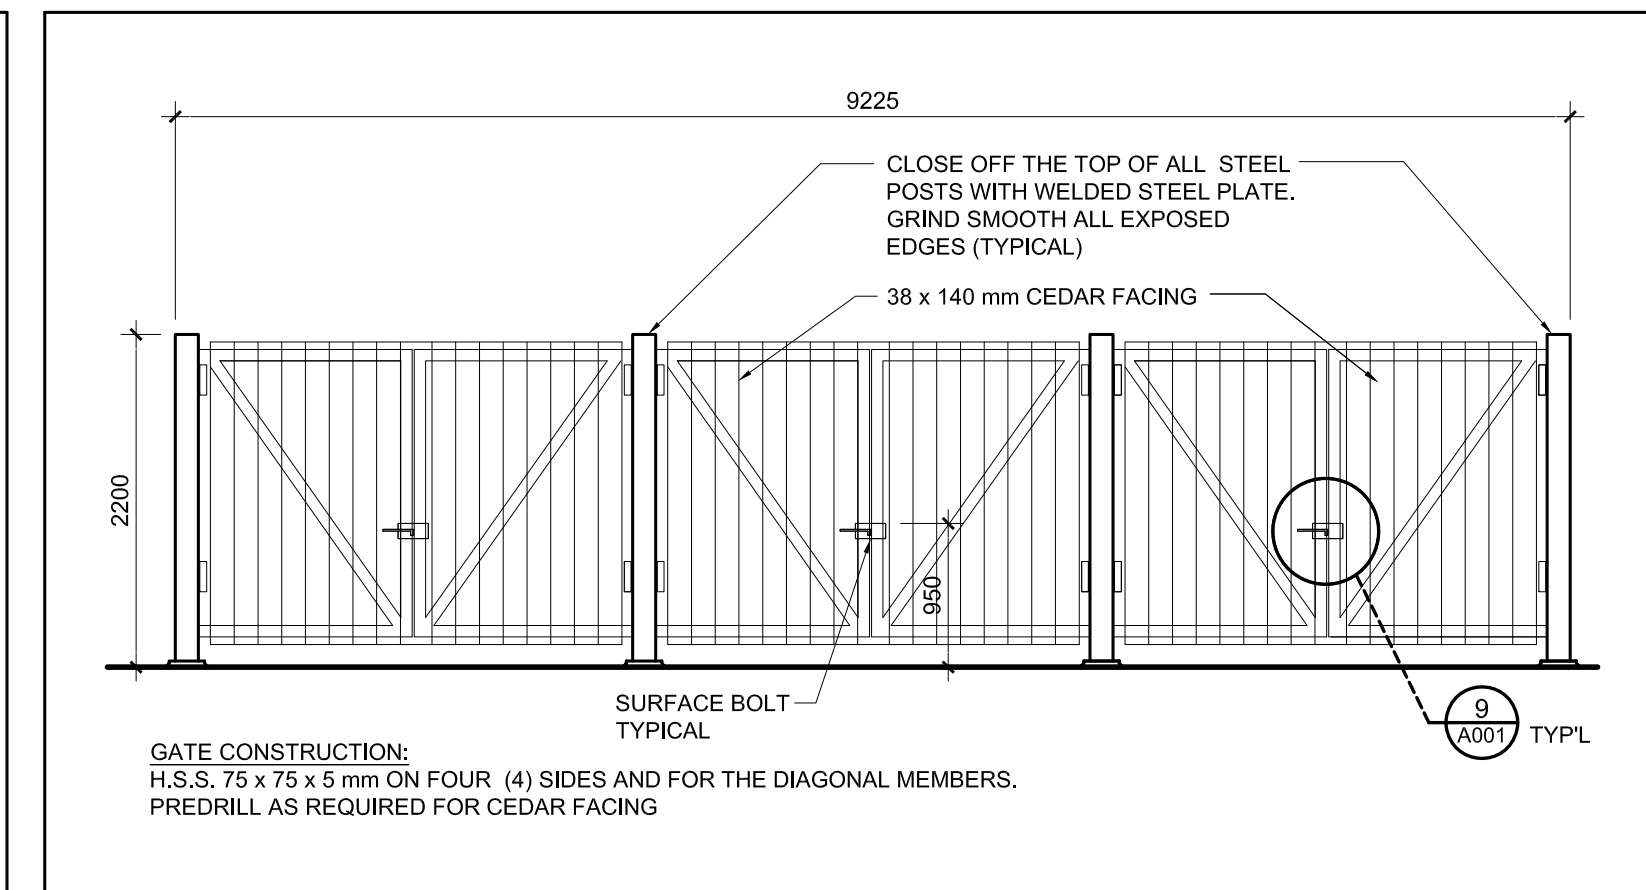 9225
CLOSE OFF THE TOP OF ALL STEEL
POSTS WITH WELDED STEEL PLATE.
GRIND SMOOTH ALL EXPOSED
EDGES (TYPICAL)
38 x 140 mm CEDAR FACING
2200
950
SURFACE BOLT
TYPICAL
9
A001
TYP'L
GATE CONSTRUCTION:
H.S.S. 75 x 75 x 5 mm ON FOUR (4) SIDES AND FOR THE DIAGONAL MEMBERS.
PREDRILL AS REQUIRED FOR CEDAR FACING